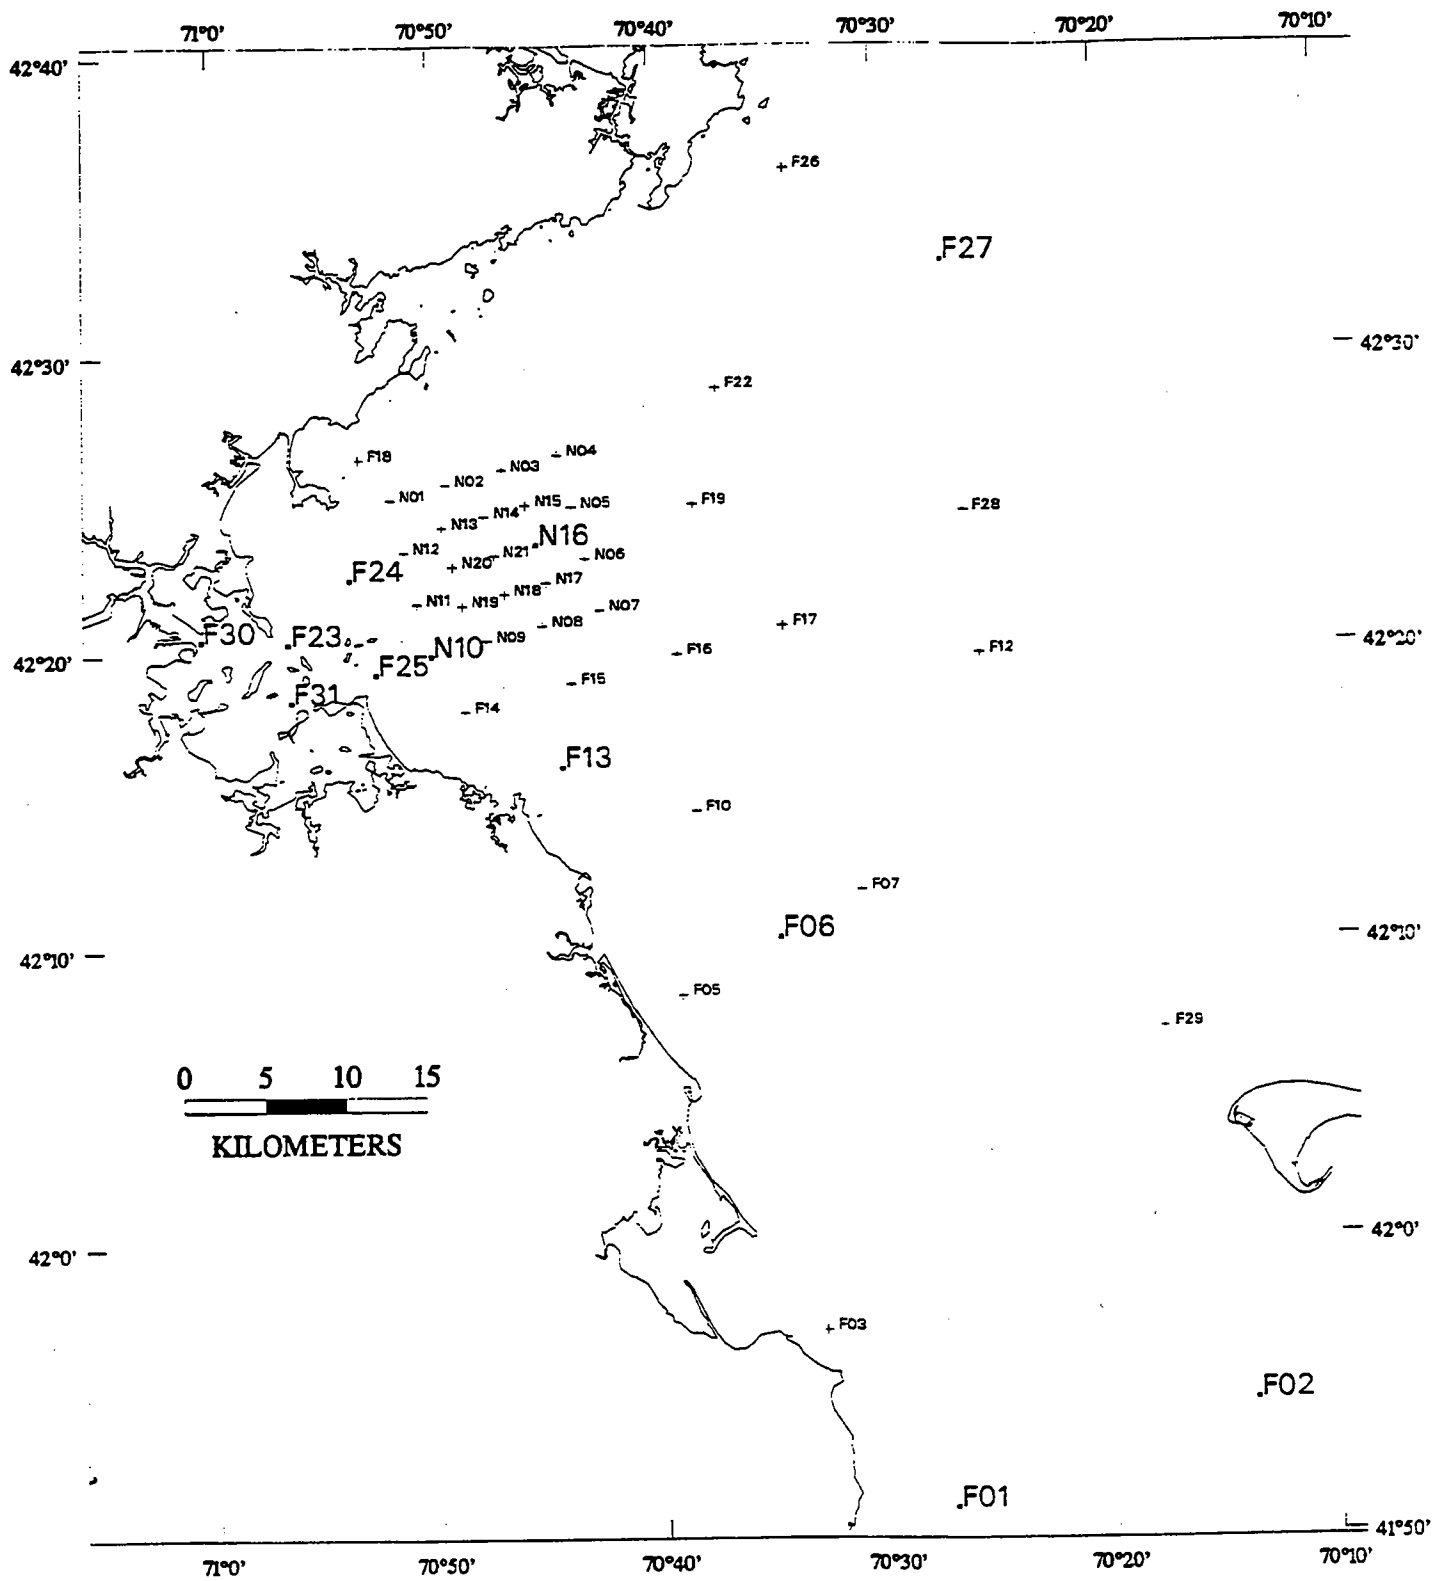 71°0' 70°50' 70°40' 70°30' 70°20' 70°10'
42°40'
F26
F27
42°30' 42°30'
F22
F18 N04
N03
N02
N01 N15 N05 F19 F28
N14
N13 N16
N12 N21 N06
F24 N20
N17
N18
N11 N19 N07
F17
F30 F23 N09 N08 42°20'
42°20' F25 N10 F16 F12
F31 F15
F14
F13
F10
F07
F06 42°10'
42°10'
F05
F29
0 5 10 15
KILOMETERS
42°0' 42°0'
F03
F02
F01
41°50'
71°0' 70°50' 70°40' 70°30' 70°20' 70°10'